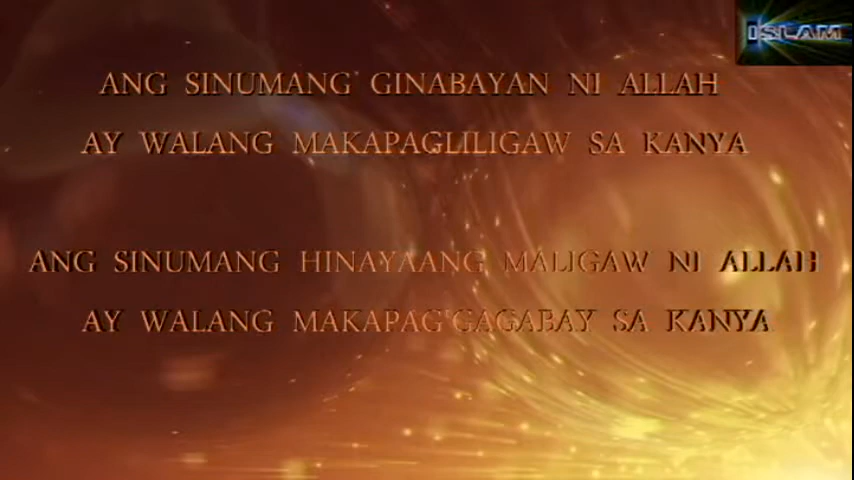 ISLAM
ANG SINUMANG GINABAYAN NI ALLAH
AY WALANG MAKAPAGLILIGAW SA KANYA
ANG SINUMANG HINAYAANG MALIGAW NI ALLAH
AY WALANG MAKAPAG'GAGABAY SA KANYA